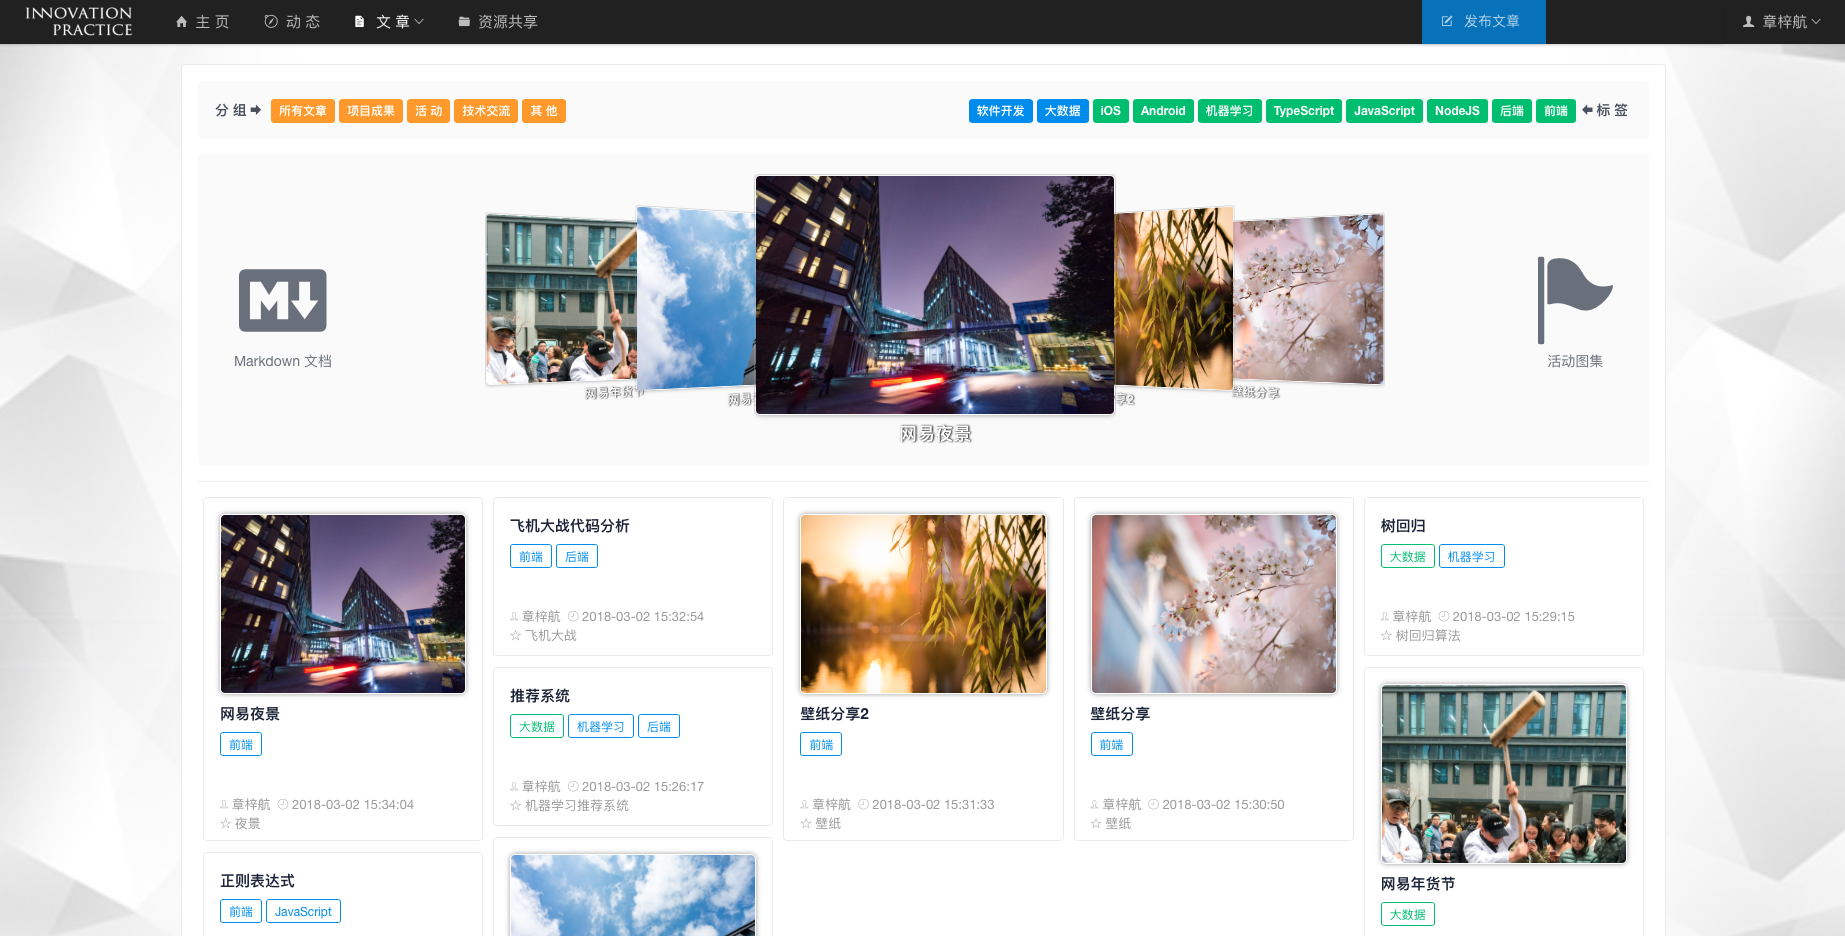 INNOVATION
PRACTICE
主 页
动 态
文 章
资源共享
发布文章
章梓航
分 组
所有文章
项目成果
活 动
技术交流
其 他
软件开发
大数据
iOS
Android
机器学习
TypeScript
JavaScript
NodeJS
后端
前端
标 签
Markdown 文档
网易年货节
网易
网易夜景
享2
壁纸分享
活动图集
网易夜景
前端
章梓航 2018-03-02 15:34:04
夜景
正则表达式
前端
JavaScript
飞机大战代码分析
前端
后端
章梓航 2018-03-02 15:32:54
飞机大战
推荐系统
大数据
机器学习
后端
章梓航 2018-03-02 15:26:17
机器学习推荐系统
壁纸分享2
前端
章梓航 2018-03-02 15:31:33
壁纸
壁纸分享
前端
章梓航 2018-03-02 15:30:50
壁纸
树回归
大数据
机器学习
章梓航 2018-03-02 15:29:15
树回归算法
网易年货节
大数据